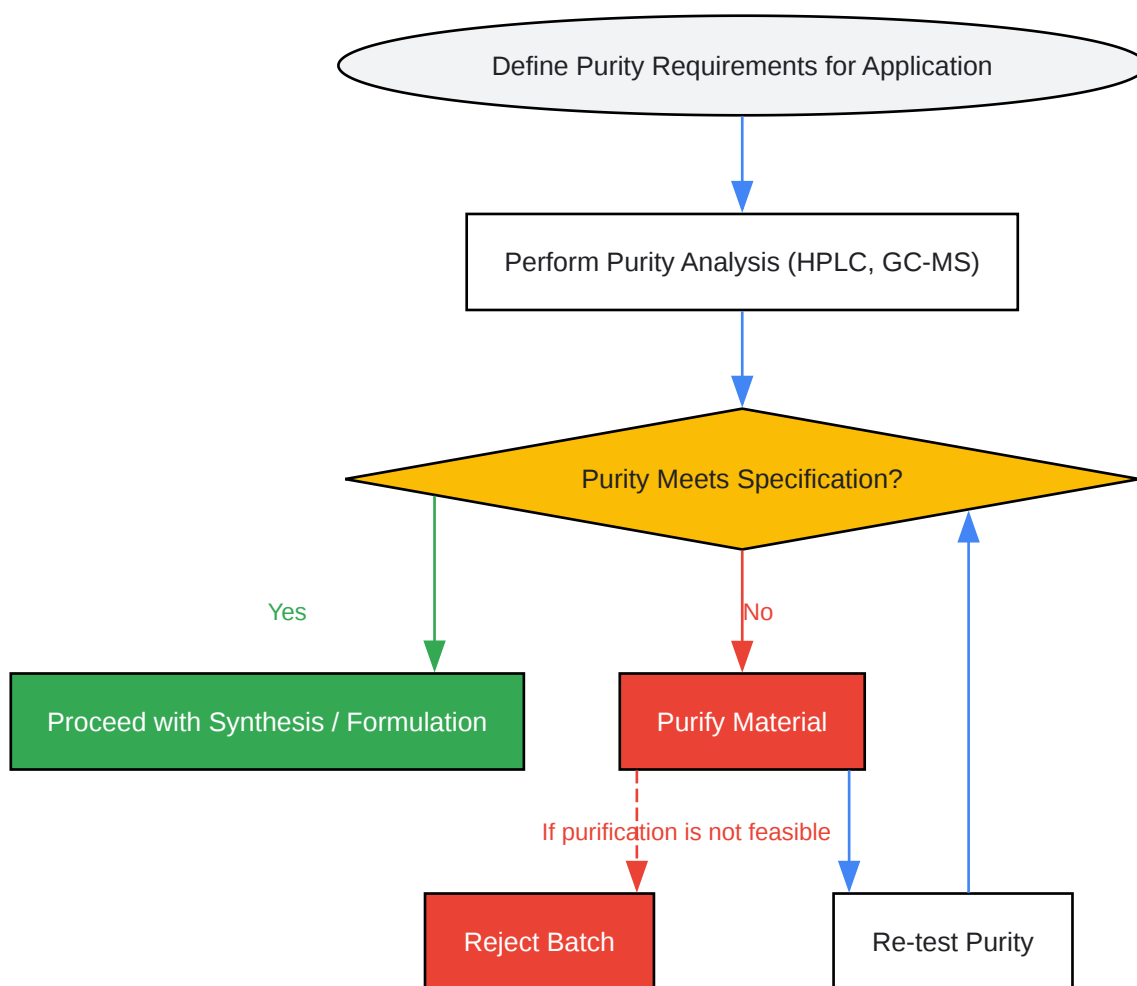 Define Purity Requirements for Application
Perform Purity Analysis (HPLC, GC-MS)
Purity Meets Specification?
Yes
No
Proceed with Synthesis / Formulation
Purify Material
If purification is not feasible
Reject Batch
Re-test Purity